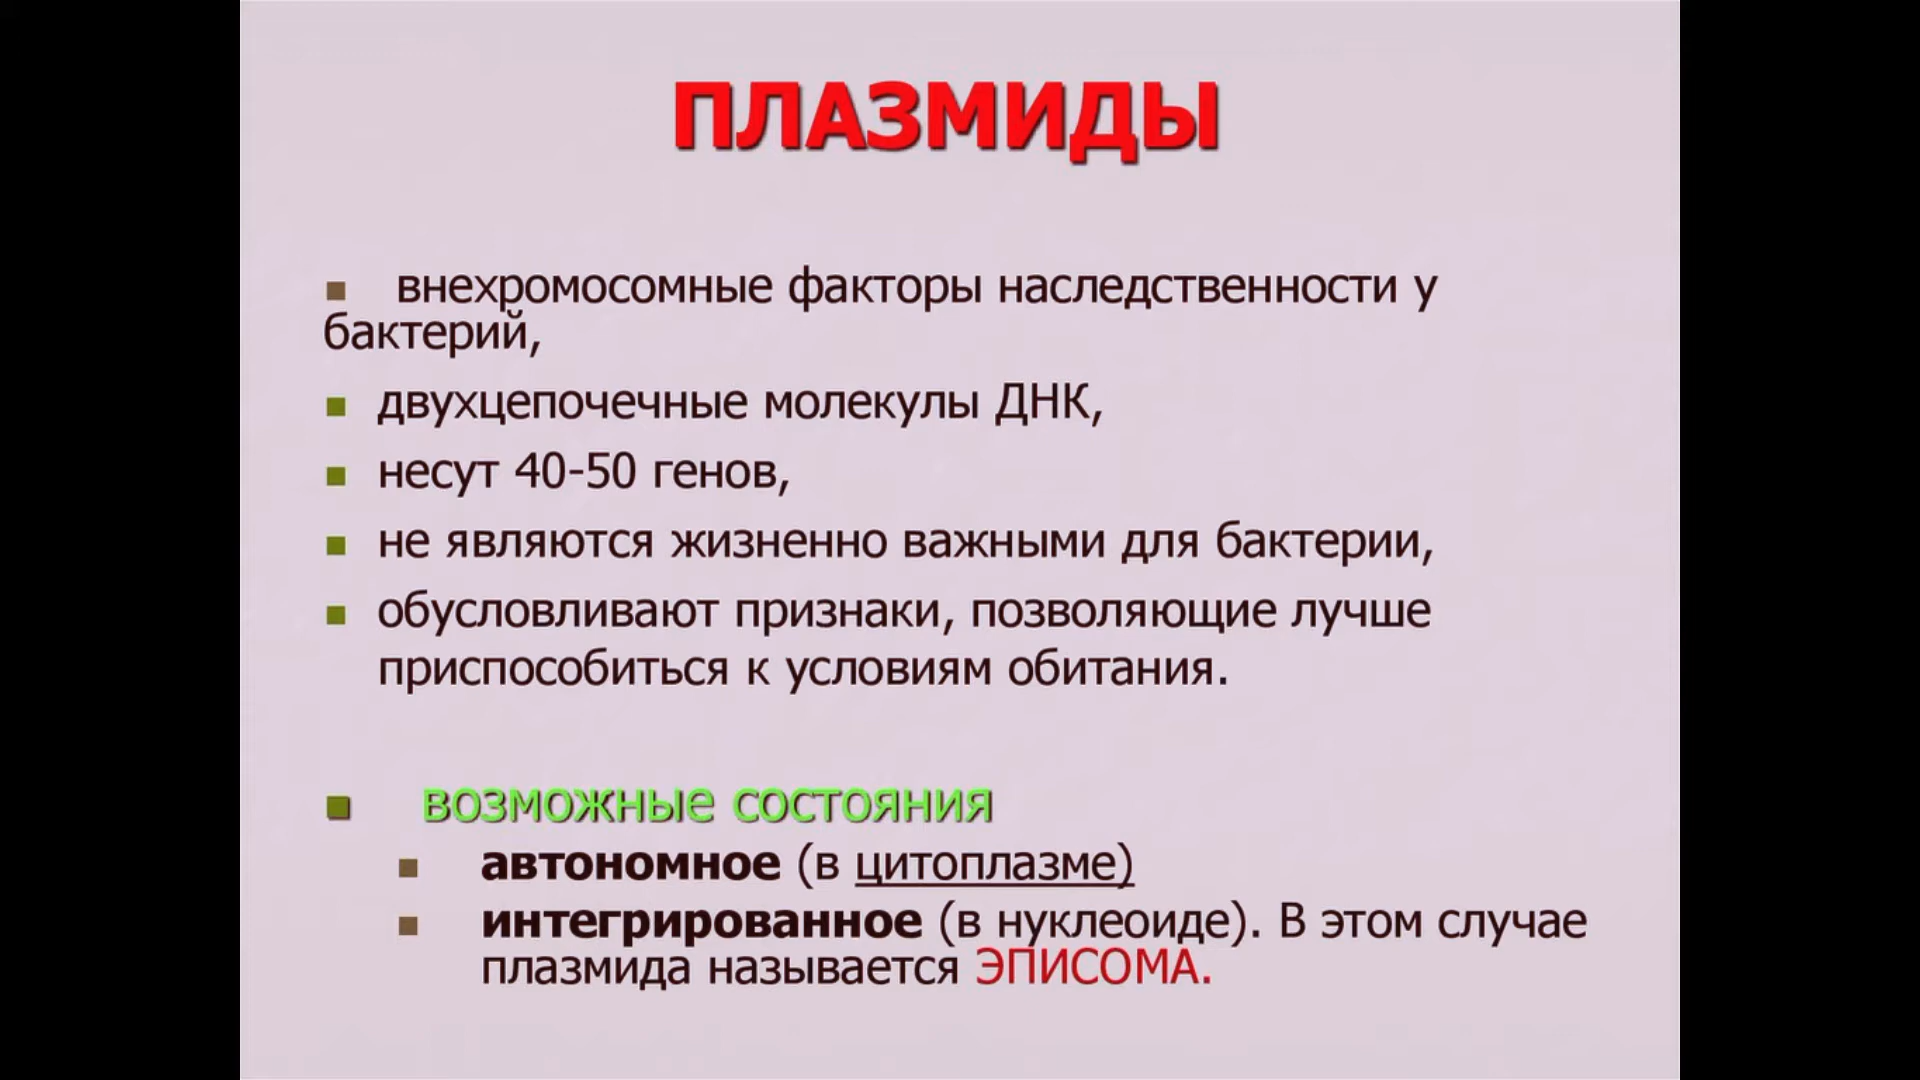 ПЛАЗМИДЫ
внехромосомные факторы наследственности у
бактерий,
двухцепочечные молекулы ДНК,
несут 40-50 генов,
не являются жизненно важными для бактерии,
обусловливают признаки, позволяющие лучше
приспособиться к условиям обитания.
возможные состояния
автономное (в цитоплазме)
интегрированное (в нуклеоиде). В этом случае
плазмида называется ЭПИСОМА.